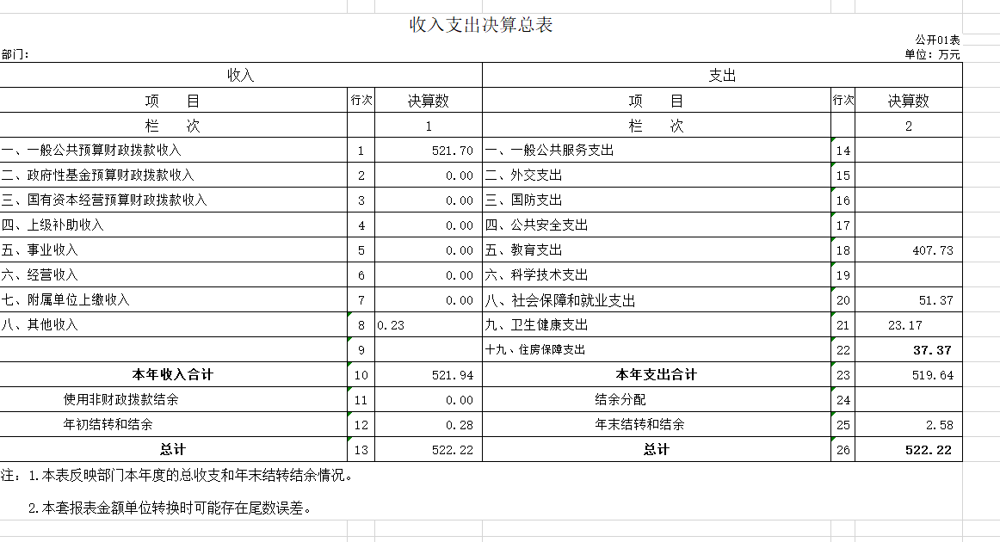 收入支出决算总表
公开01表
部门： 单位：万元
收入 支出
项 目 行次 决算数 项 目 行次 决算数
栏 次 1 栏 次 2
一、一般公共预算财政拨款收入 1 521.70 一、一般公共服务支出 14
二、政府性基金预算财政拨款收入 2 0.00 二、外交支出 15
三、国有资本经营预算财政拨款收入 3 0.00 三、国防支出 16
四、上级补助收入 4 0.00 四、公共安全支出 17
五、事业收入 5 0.00 五、教育支出 18 407.73
六、经营收入 6 0.00 六、科学技术支出 19
七、附属单位上缴收入 7 0.00 八、社会保障和就业支出 20 51.37
八、其他收入 8 0.23 九、卫生健康支出 21 23.17
9 十九、住房保障支出 22 37.37
本年收入合计 10 521.94 本年支出合计 23 519.64
使用非财政拨款结余 11 0.00 结余分配 24
年初结转和结余 12 0.28 年末结转和结余 25 2.58
总计 13 522.22 总计 26 522.22
注：1.本表反映部门本年度的总收支和年末结转结余情况。
2.本套报表金额单位转换时可能存在尾数误差。